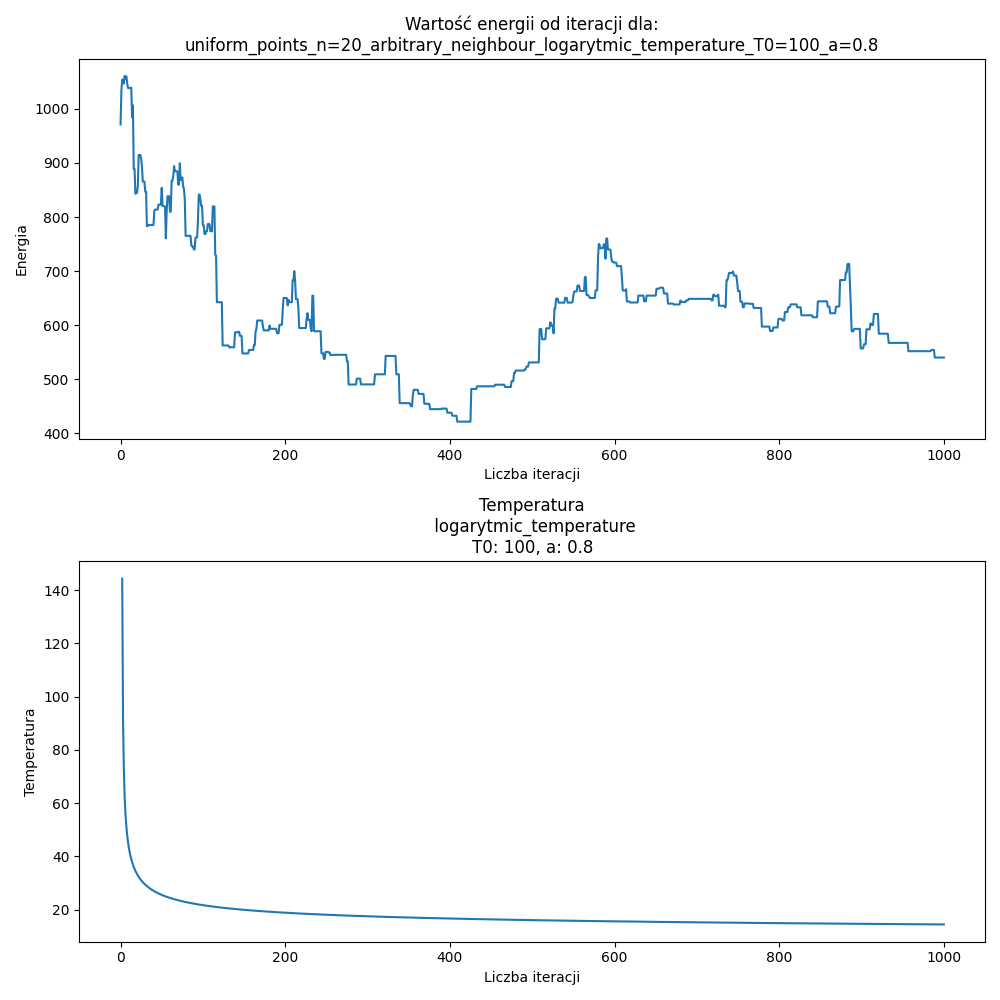 Wartość energii od iteracji dla:
uniform_points_n=20_arbitrary_neighbour_logarytmic_temperature_T0=100_a=0.8
1000
900
800
700
600
500
400
Energia
0 200 400 600 800 1000
Liczba iteracji
Temperatura
logarytmic_temperature
T0: 100, a: 0.8
140
120
100
80
60
40
20
Temperatura
0 200 400 600 800 1000
Liczba iteracji